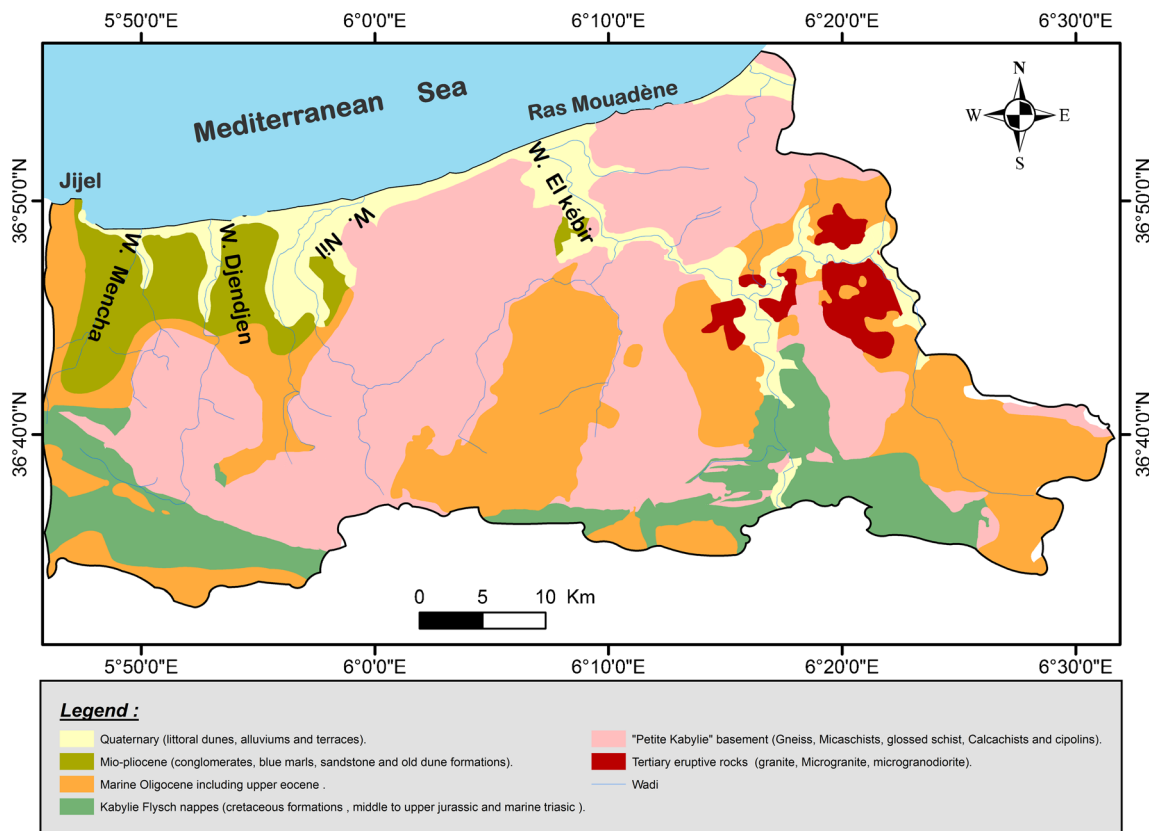 5°50'0"E 6°0'0"E 6°10'0"E 6°20'0"E 6°30'0"E
Mediterranean Sea
Ras Mouadène
N
W E
S
Jijel
36°50'0"N 36°50'0"N
W. El kébir
W. Nil
W. Djendjen
W. Mencha
36°40'0"N 36°40'0"N
0 5 10 Km
5°50'0"E 6°0'0"E 6°10'0"E 6°20'0"E 6°30'0"E
Legend :
Quaternary (littoral dunes, alluviums and terraces).
Mio-pliocene (conglomerates, blue marls, sandstone and old dune formations).
Marine Oligocene including upper eocene .
Kabylie Flysch nappes (cretaceous formations , middle to upper jurassic and marine triasic ).
"Petite Kabylie" basement (Gneiss, Micaschists, glossed schist, Calcachists and cipolins).
Tertiary eruptive rocks (granite, Microgranite, microgranodiorite).
Wadi